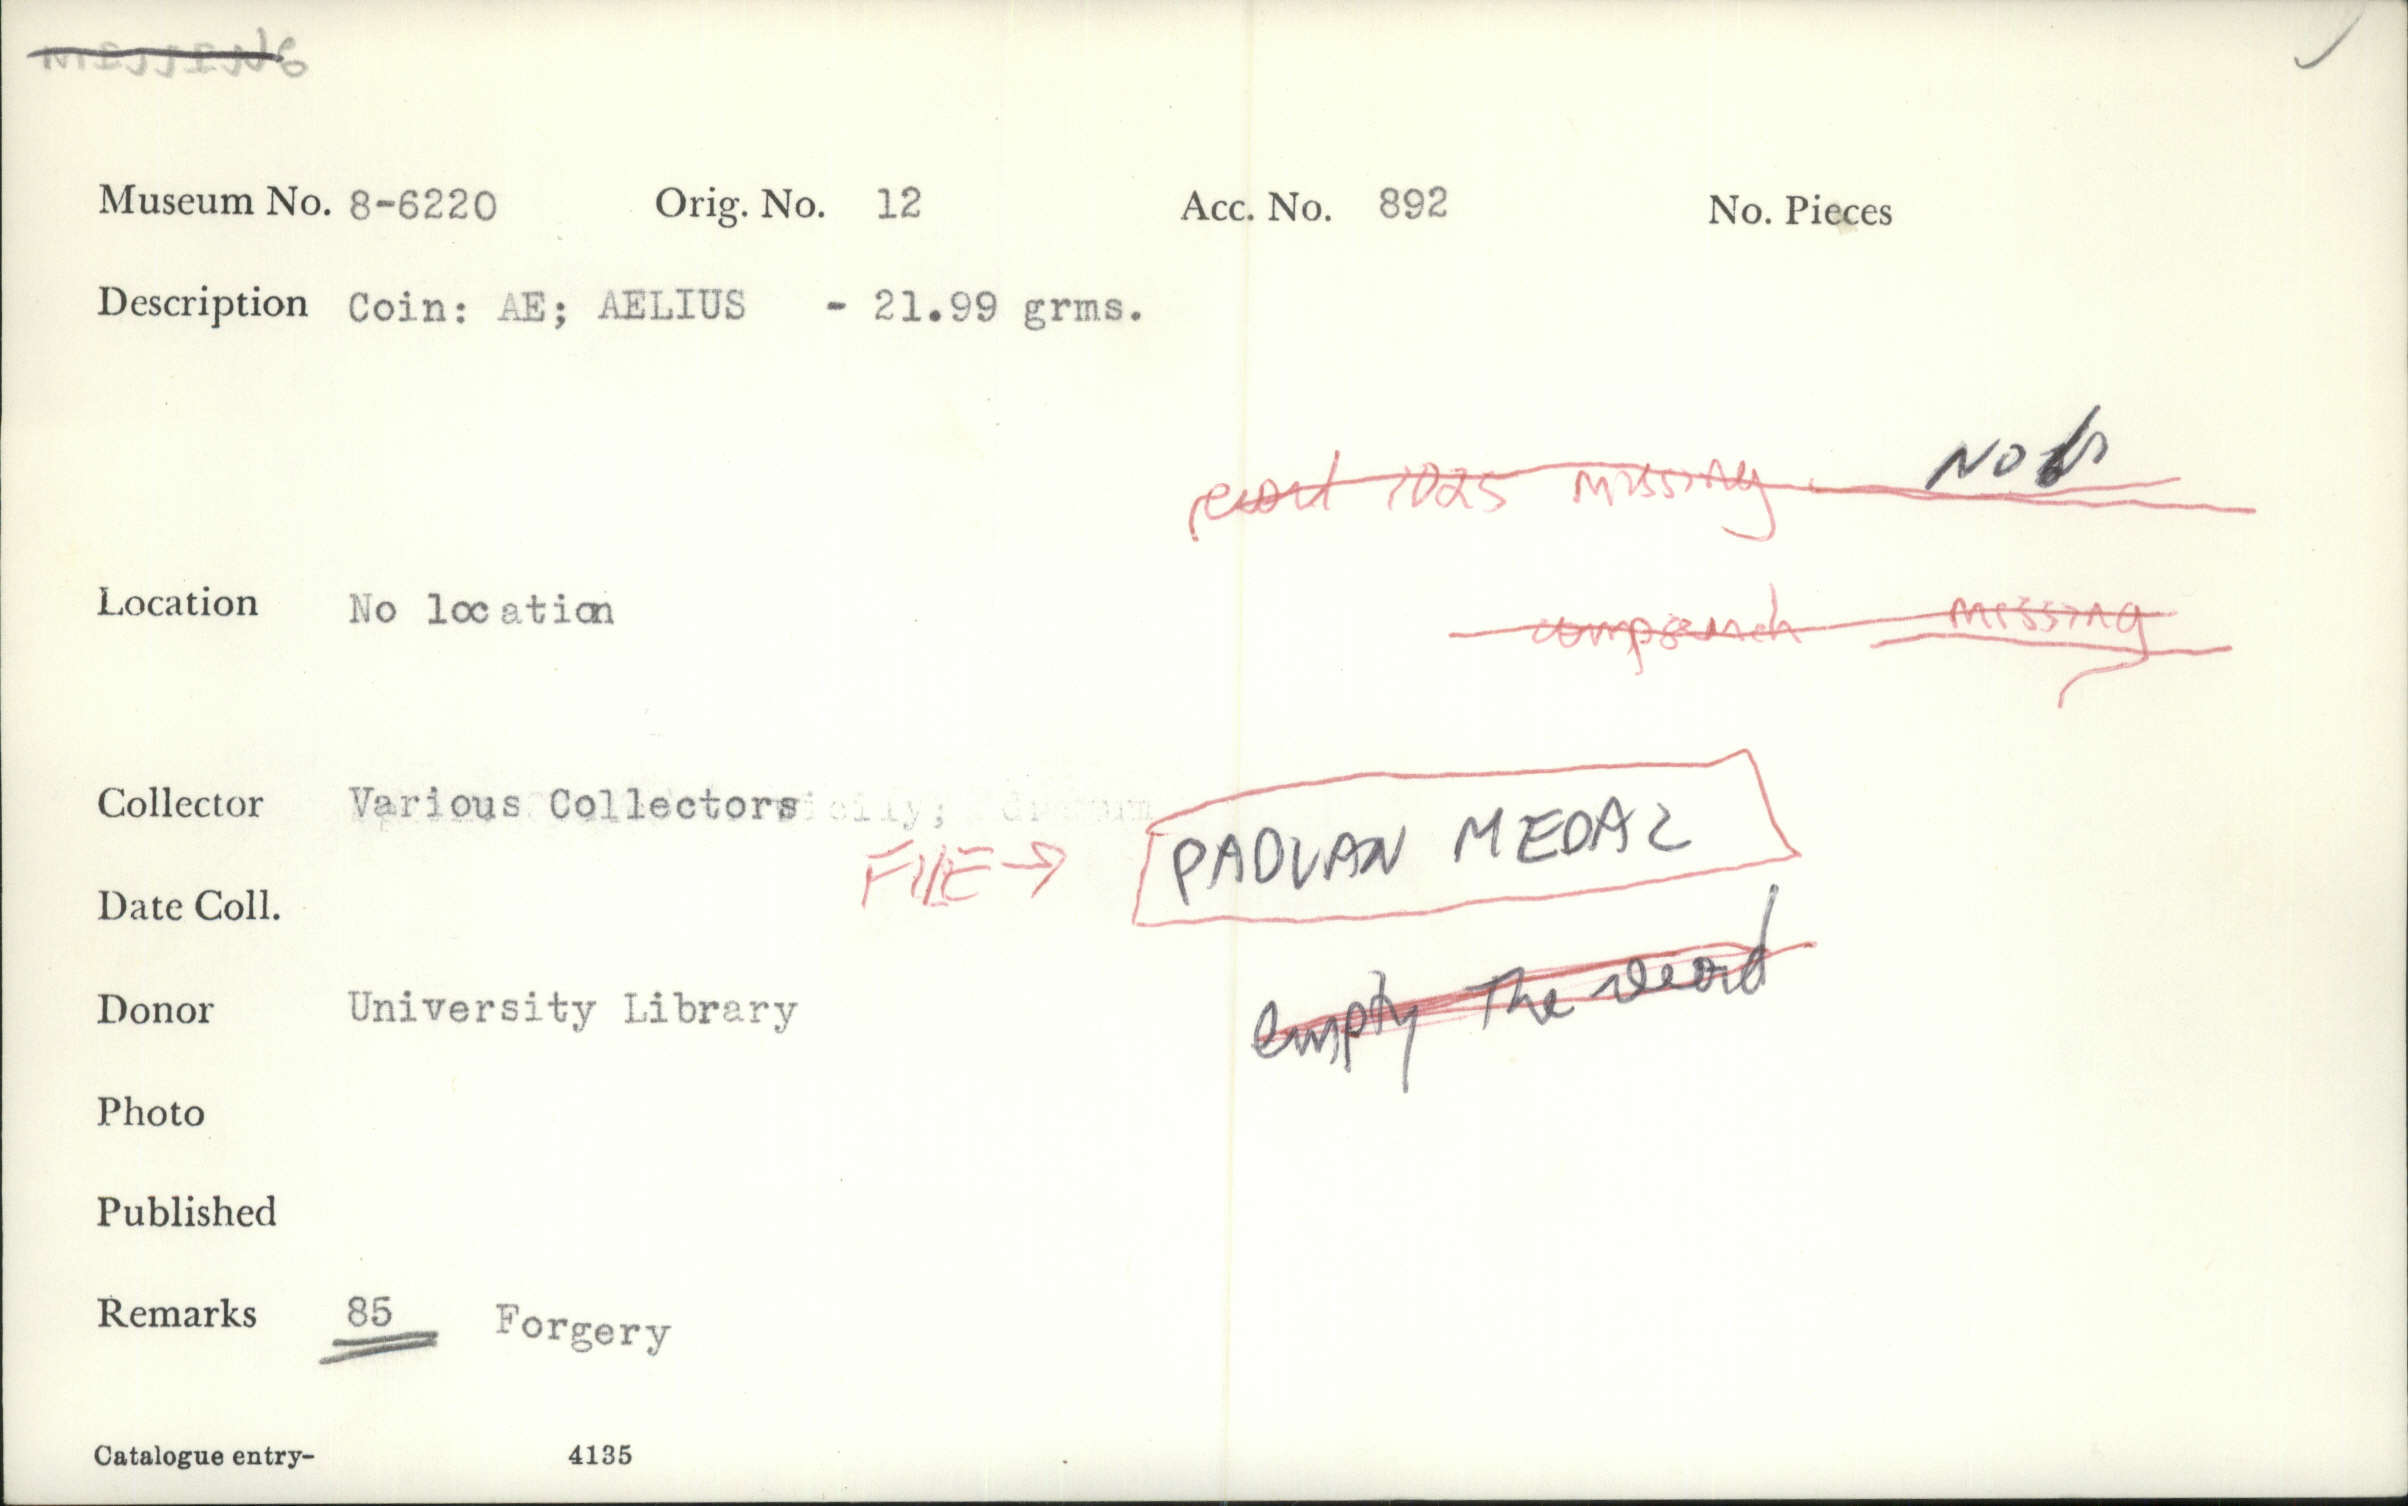 MISSING
Museum No. 8-6220 Orig. No. 12 Acc. No. 892 No. Pieces
Description Coin: AE; AELIUS - 21.99 grms.
1025 missing No
Location No location
missing
Collector Various Collectors
FILE → PADUAN MEDAL
Date Coll.
empty The record
Donor University Library
Photo
Published
Remarks 85 Forgery
Catalogue entry- 4135